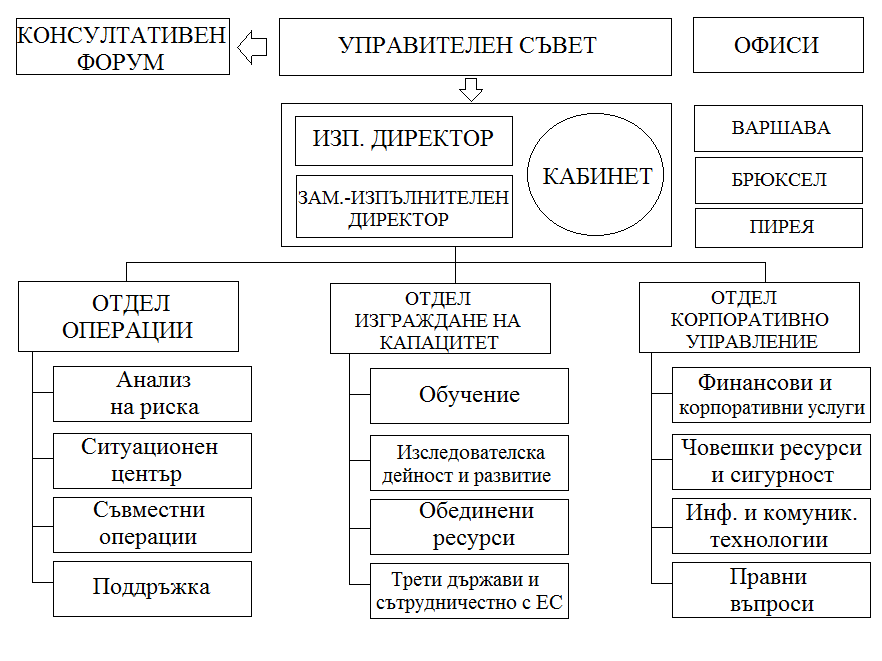 КОНСУЛТАТИВЕН
ФОРУМ
УПРАВИТЕЛЕН СЪВЕТ
ОФИСИ
ИЗП. ДИРЕКТОР
ЗАМ.-ИЗПЪЛНИТЕЛЕН
ДИРЕКТОР
КАБИНЕТ
ВАРШАВА
БРЮКСЕЛ
ПИРЕЯ
ОТДЕЛ
ОПЕРАЦИИ
Анализ
на риска
Ситуационен
център
Съвместни
операции
Поддръжка
ОТДЕЛ
ИЗГРАЖДАНЕ НА
КАПАЦИТЕТ
Обучение
Изследователска
дейност и развитие
Обединени
ресурси
Трети държави и
сътрудничестно с ЕС
ОТДЕЛ
КОРПОРАТИВНО
УПРАВЛЕНИЕ
Финансови и
корпоративни услуги
Човешки ресурси
и сигурност
Инф. и комуник.
технологии
Правни
въпроси